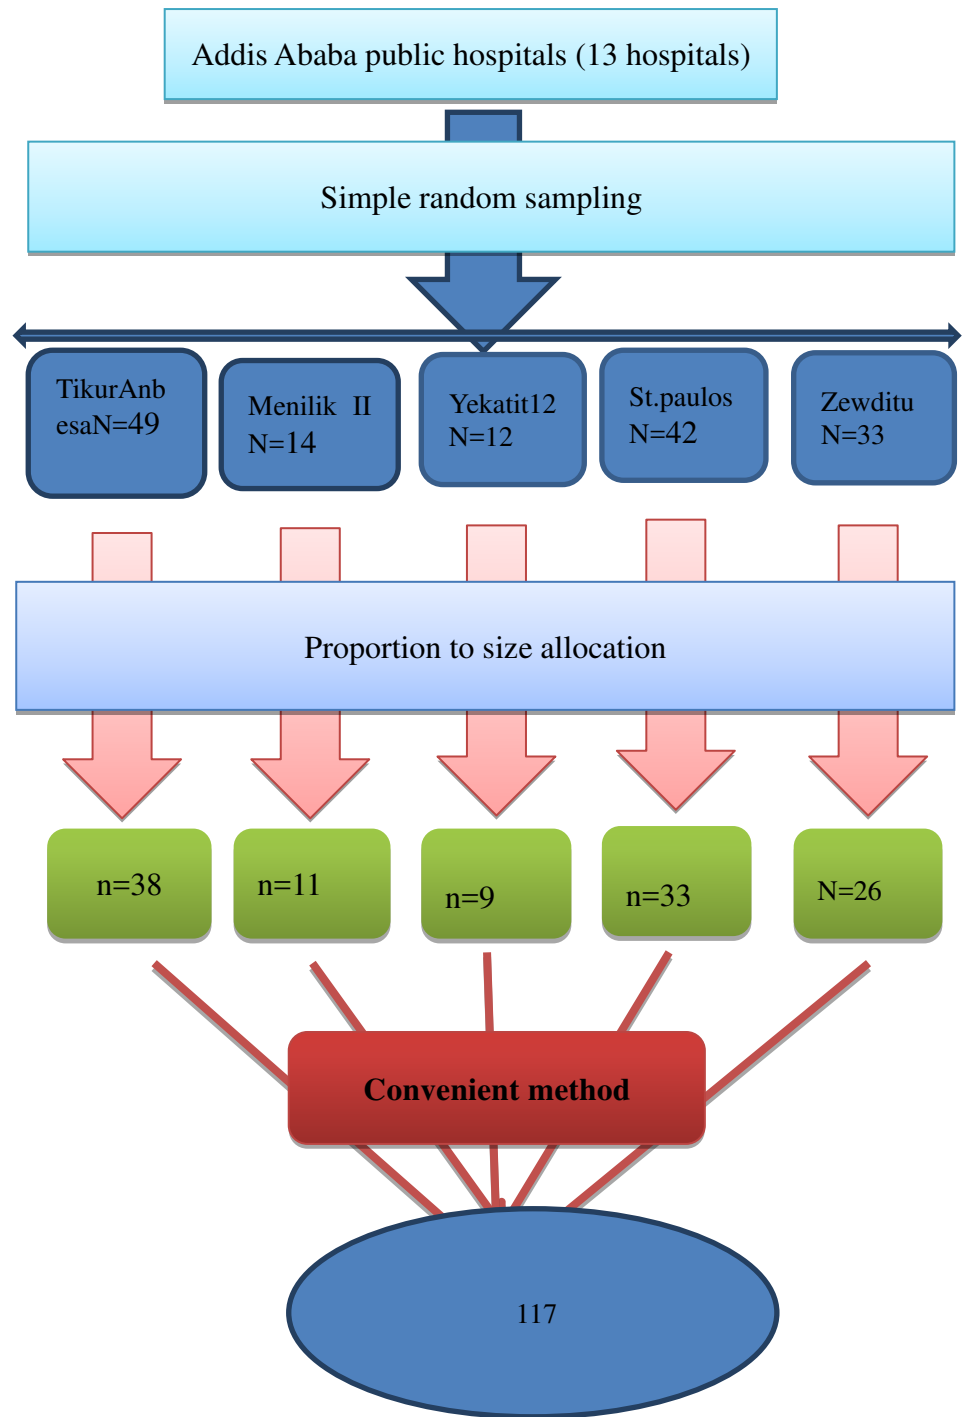 Addis Ababa public hospitals (13 hospitals)
Simple random sampling
TikurAnb
esaN=49
Menilik II
N=14
Yekatit12
N=12
St.paulos
N=42
Zewditu
N=33
Proportion to size allocation
n=38
n=11
n=9
n=33
N=26
Convenient method
117